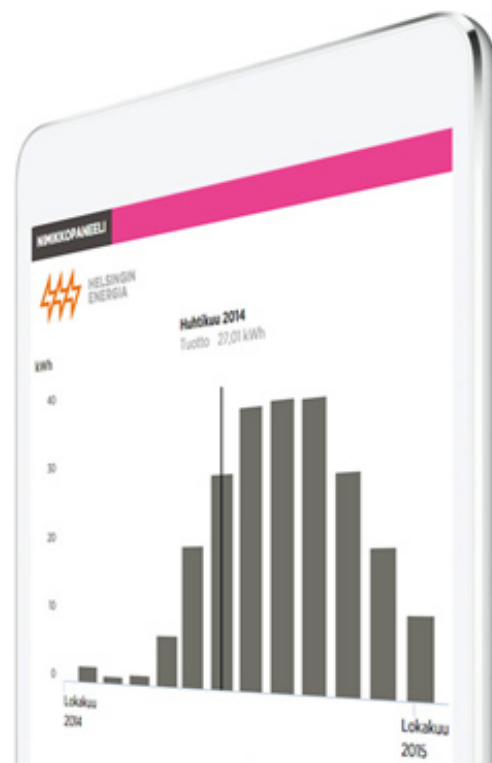 NIMIKKOPANEELI
HELSINGIN
ENERGIA
Huhtikuu 2014
Tuotto 27,01 kWh
kWh
40
30
20
10
0
Lokakuu
2014
Lokakuu
2015